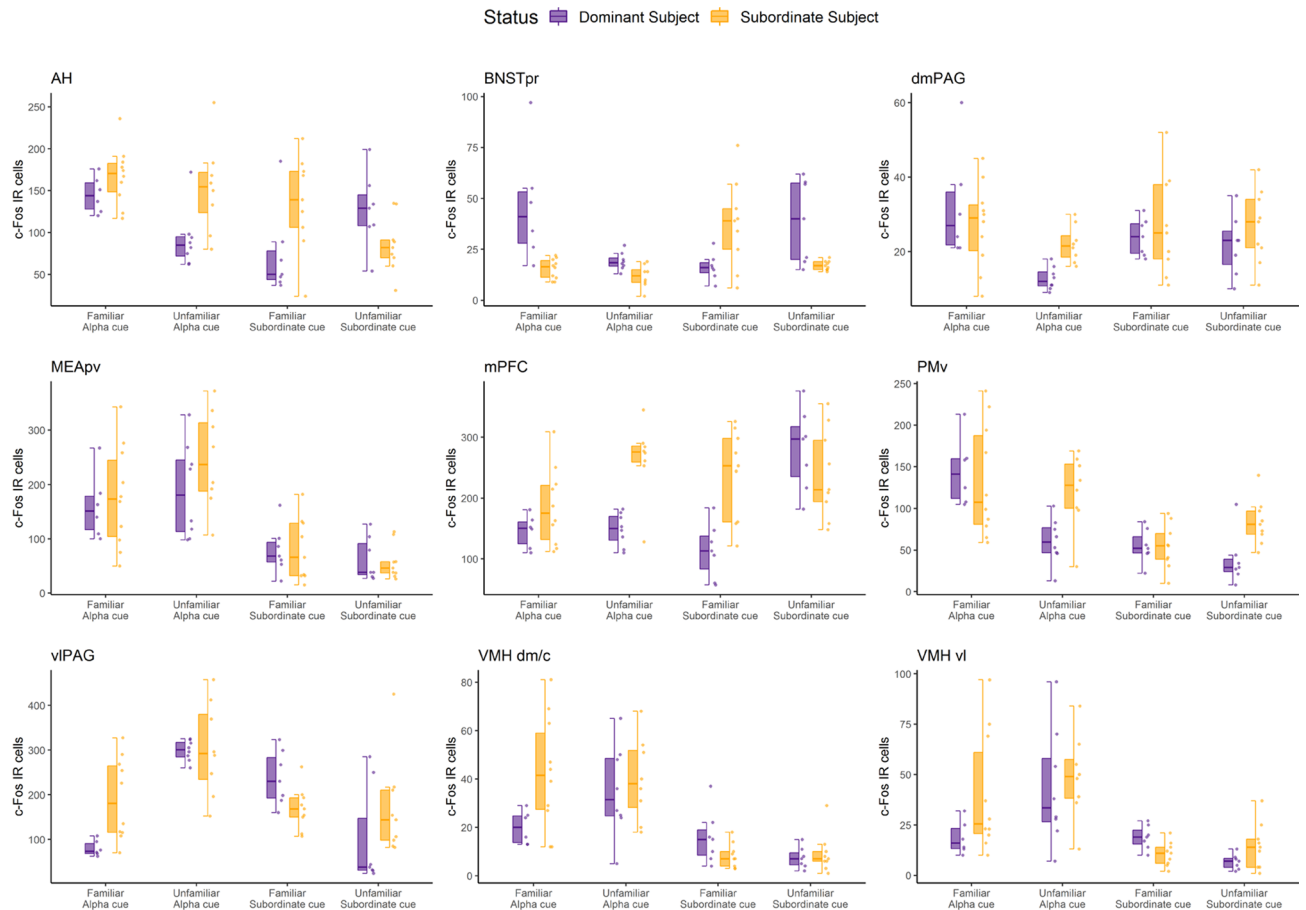 Status Dominant Subject Subordinate Subject
AH
c-Fos IR cells
250
200
150
100
50
Familiar Alpha cue
Unfamiliar Alpha cue
Familiar Subordinate cue
Unfamiliar Subordinate cue
BNSTpr
c-Fos IR cells
100
75
50
25
0
Familiar Alpha cue
Unfamiliar Alpha cue
Familiar Subordinate cue
Unfamiliar Subordinate cue
dmPAG
c-Fos IR cells
60
40
20
Familiar Alpha cue
Unfamiliar Alpha cue
Familiar Subordinate cue
Unfamiliar Subordinate cue
MEApv
c-Fos IR cells
300
200
100
0
Familiar Alpha cue
Unfamiliar Alpha cue
Familiar Subordinate cue
Unfamiliar Subordinate cue
mPFC
c-Fos IR cells
300
200
100
Familiar Alpha cue
Unfamiliar Alpha cue
Familiar Subordinate cue
Unfamiliar Subordinate cue
PMv
c-Fos IR cells
250
200
150
100
50
0
Familiar Alpha cue
Unfamiliar Alpha cue
Familiar Subordinate cue
Unfamiliar Subordinate cue
vlPAG
c-Fos IR cells
400
300
200
100
Familiar Alpha cue
Unfamiliar Alpha cue
Familiar Subordinate cue
Unfamiliar Subordinate cue
VMH dm/c
c-Fos IR cells
80
60
40
20
0
Familiar Alpha cue
Unfamiliar Alpha cue
Familiar Subordinate cue
Unfamiliar Subordinate cue
VMH vl
c-Fos IR cells
100
75
50
25
0
Familiar Alpha cue
Unfamiliar Alpha cue
Familiar Subordinate cue
Unfamiliar Subordinate cue